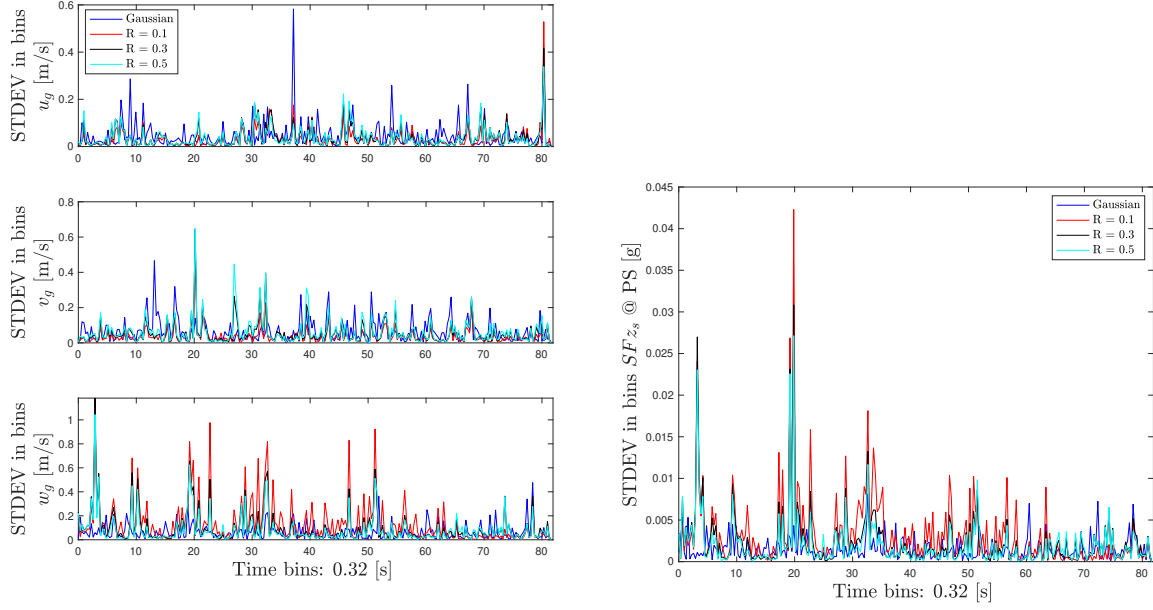 STDEV in bins
u_g [m/s]
0.6
0.4
0.2
0
Gaussian
R = 0.1
R = 0.3
R = 0.5
0 10 20 30 40 50 60 70 80
STDEV in bins
v_g [m/s]
0.8
0.6
0.4
0.2
0
0 10 20 30 40 50 60 70 80
STDEV in bins
w_g [m/s]
1
0.8
0.6
0.4
0.2
0
0 10 20 30 40 50 60 70 80
Time bins: 0.32 [s]
STDEV in bins SFz_s @ PS [g]
0.045
0.04
0.035
0.03
0.025
0.02
0.015
0.01
0.005
0
Gaussian
R = 0.1
R = 0.3
R = 0.5
0 10 20 30 40 50 60 70 80
Time bins: 0.32 [s]